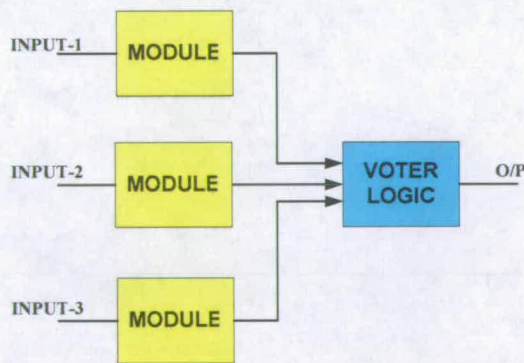 INPUT-1
MODULE
INPUT-2
MODULE
VOTER
LOGIC
O/P
INPUT-3
MODULE